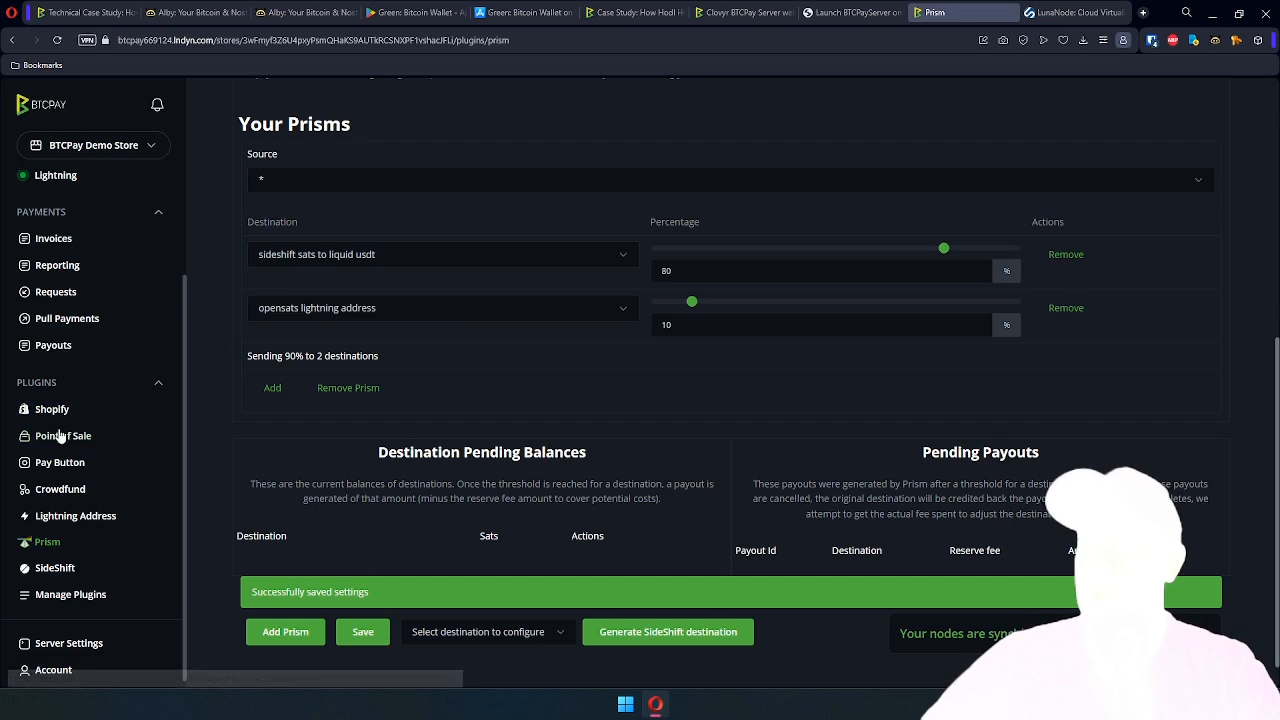 Technical Case Study: Ho
Alby: Your Bitcoin & Nost
Alby: Your Bitcoin & Nos
Green: Bitcoin Wallet - A
Green: Bitcoin Wallet on
Case Study: How Hodl H
Clovyr BTCPay Server we
Launch BTCPayServer on
Prism
LunaNode: Cloud Virtual
VPN
btcpay669124.lndyn.com/stores/3wFmyf3Z6U4pxyPsmQHaKS9AUTkRCSNXPF1vshacJFLi/plugins/prism
Bookmarks
BTCPAY
BTCPay Demo Store
Lightning
PAYMENTS
Invoices
Reporting
Requests
Pull Payments
Payouts
PLUGINS
Shopify
Point of Sale
Pay Button
Crowdfund
Lightning Address
Prism
SideShift
Manage Plugins
Server Settings
Account
Your Prisms
Source
*
Destination Percentage Actions
sideshift sats to liquid usdt
80 %
Remove
opensats lightning address
10 %
Remove
Sending 90% to 2 destinations
Add Remove Prism
Destination Pending Balances
These are the current balances of destinations. Once the threshold is reached for a destination, a payout is
generated of that amount (minus the reserve fee amount to cover potential costs).
Destination Sats Actions
Pending Payouts
These payouts were generated by Prism after a threshold for a dest se payouts
are cancelled, the original destination will be credited back the payo letes, we
attempt to get the actual fee spent to adjust the destina
Payout Id Destination Reserve fee A
Successfully saved settings
Add Prism Save Select destination to configure Generate SideShift destination
Your nodes are sync